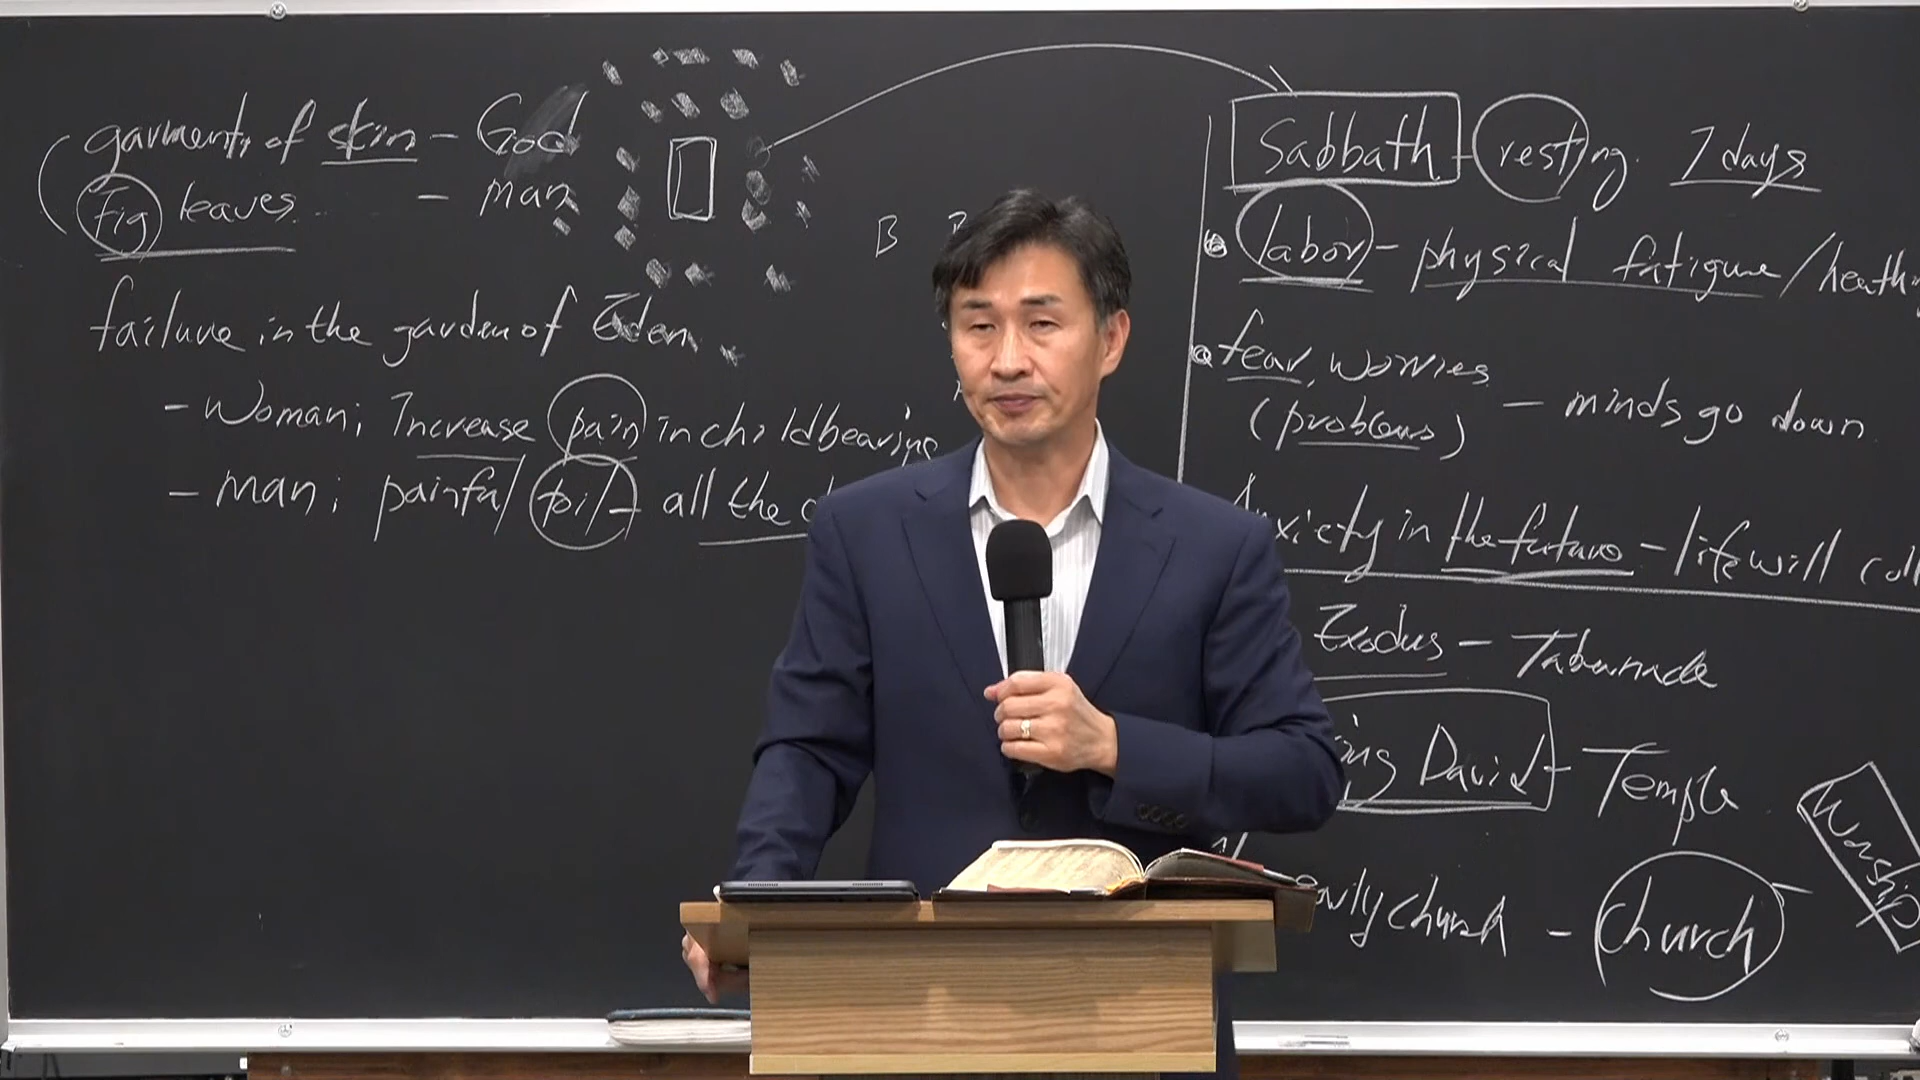 garments of skin - God
Fig leaves - man
failure in the garden of Eden
- Woman; Increase pain in childbearing
- man; painful toil - all the
B
Sabbath - resting. 7 days
labor - physical fatigune /
fear, worries
(problems) - minds go down
in the future - life will
Exodus - Tabernacle
David - Temple
church - church
Worship